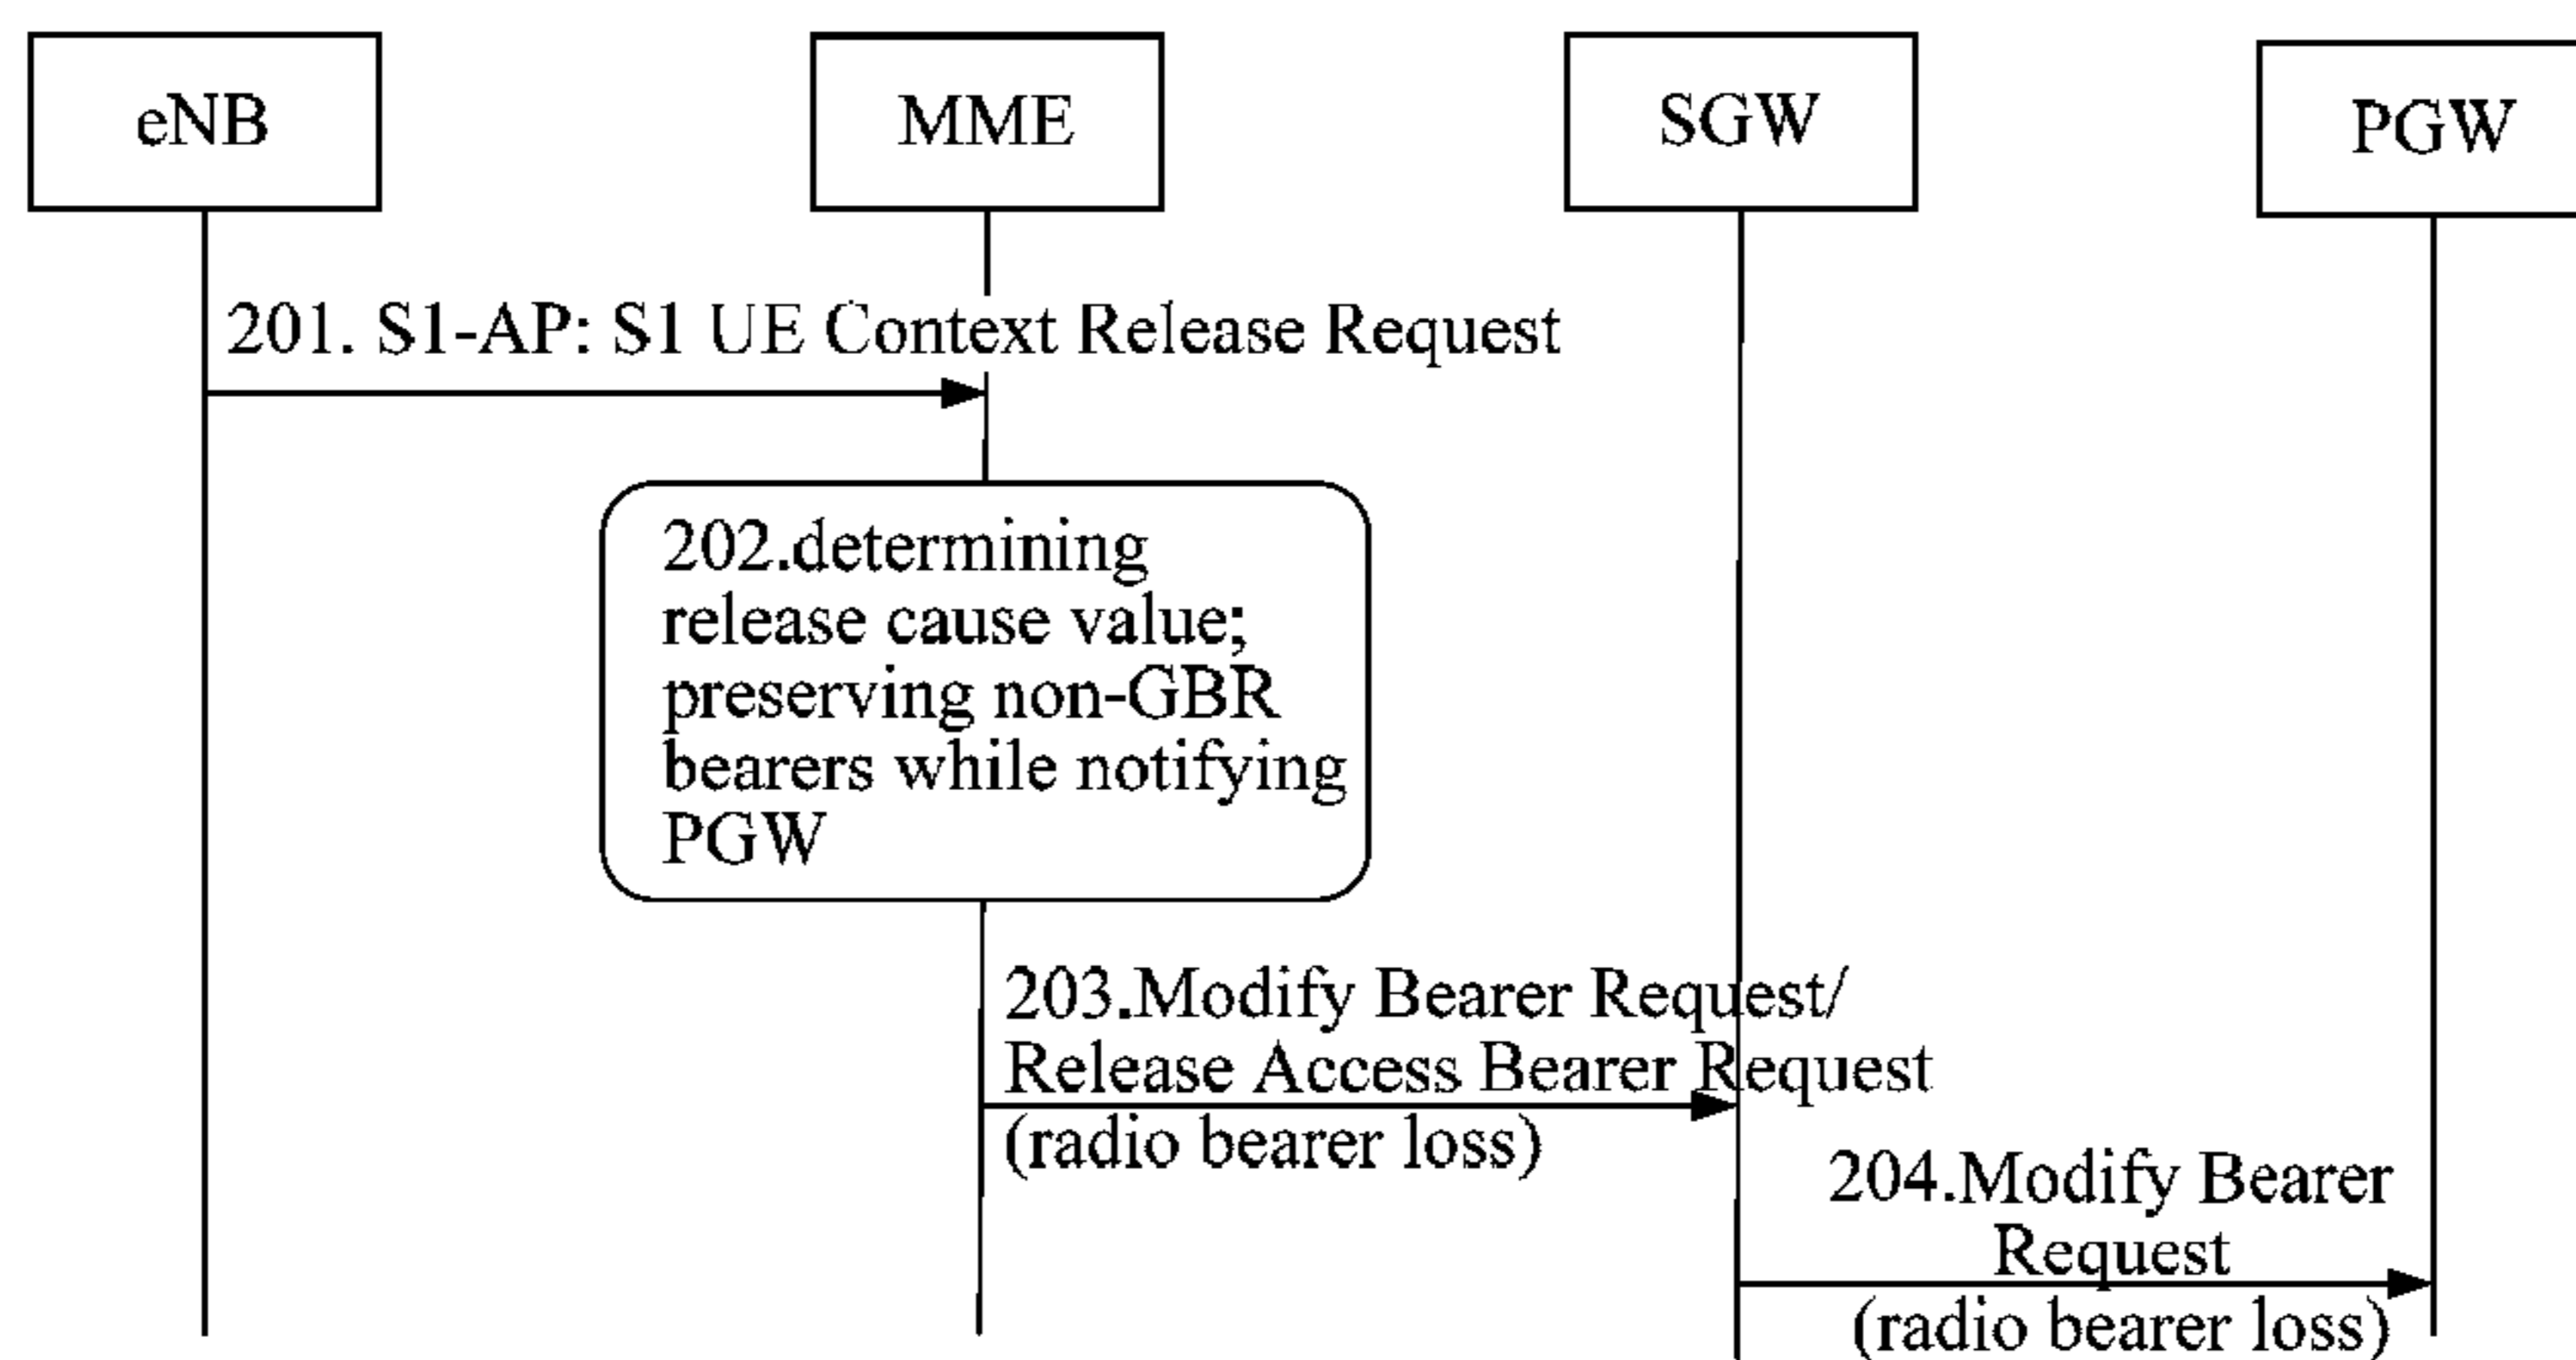 eNB
MME
SGW
PGW
201. S1-AP: S1 UE Context Release Request
202.determining
release cause value;
preserving non-GBR
bearers while notifying
PGW
203.Modify Bearer Request/
Release Access Bearer Request
(radio bearer loss)
204.Modify Bearer
Request
(radio bearer loss)